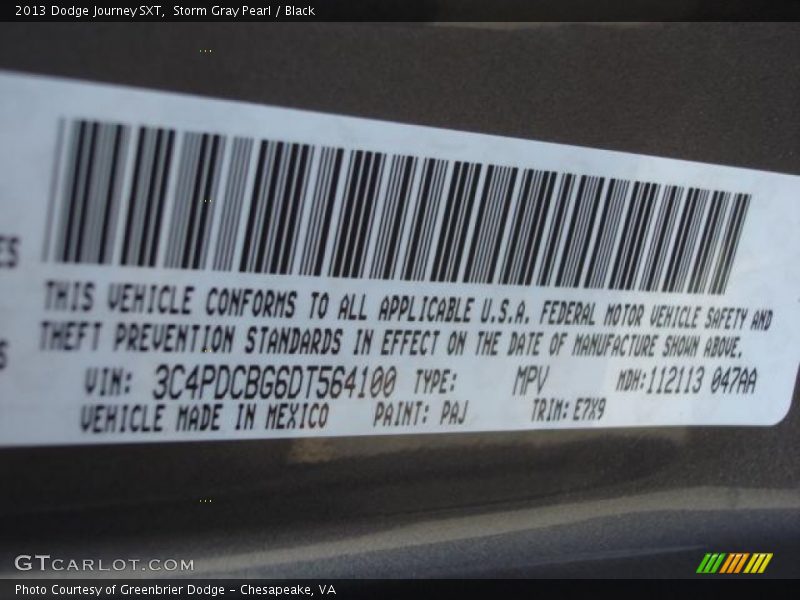 2013 Dodge Journey SXT,  Storm Gray Pearl / Black
ES
S
THIS VEHICLE CONFORMS TO ALL APPLICABLE U.S.A. FEDERAL MOTOR VEHICLE SAFETY AND
THEFT PREVENTION STANDARDS IN EFFECT ON THE DATE OF MANUFACTURE SHOWN ABOVE.
VIN: 3C4PDCBG6DT564100 TYPE: MPV MDH:112113 047AA
VEHICLE MADE IN MEXICO PAINT: PAJ TRIM: E7X9
GTCARLOT.COM
Photo Courtesy of Greenbrier Dodge - Chesapeake, VA